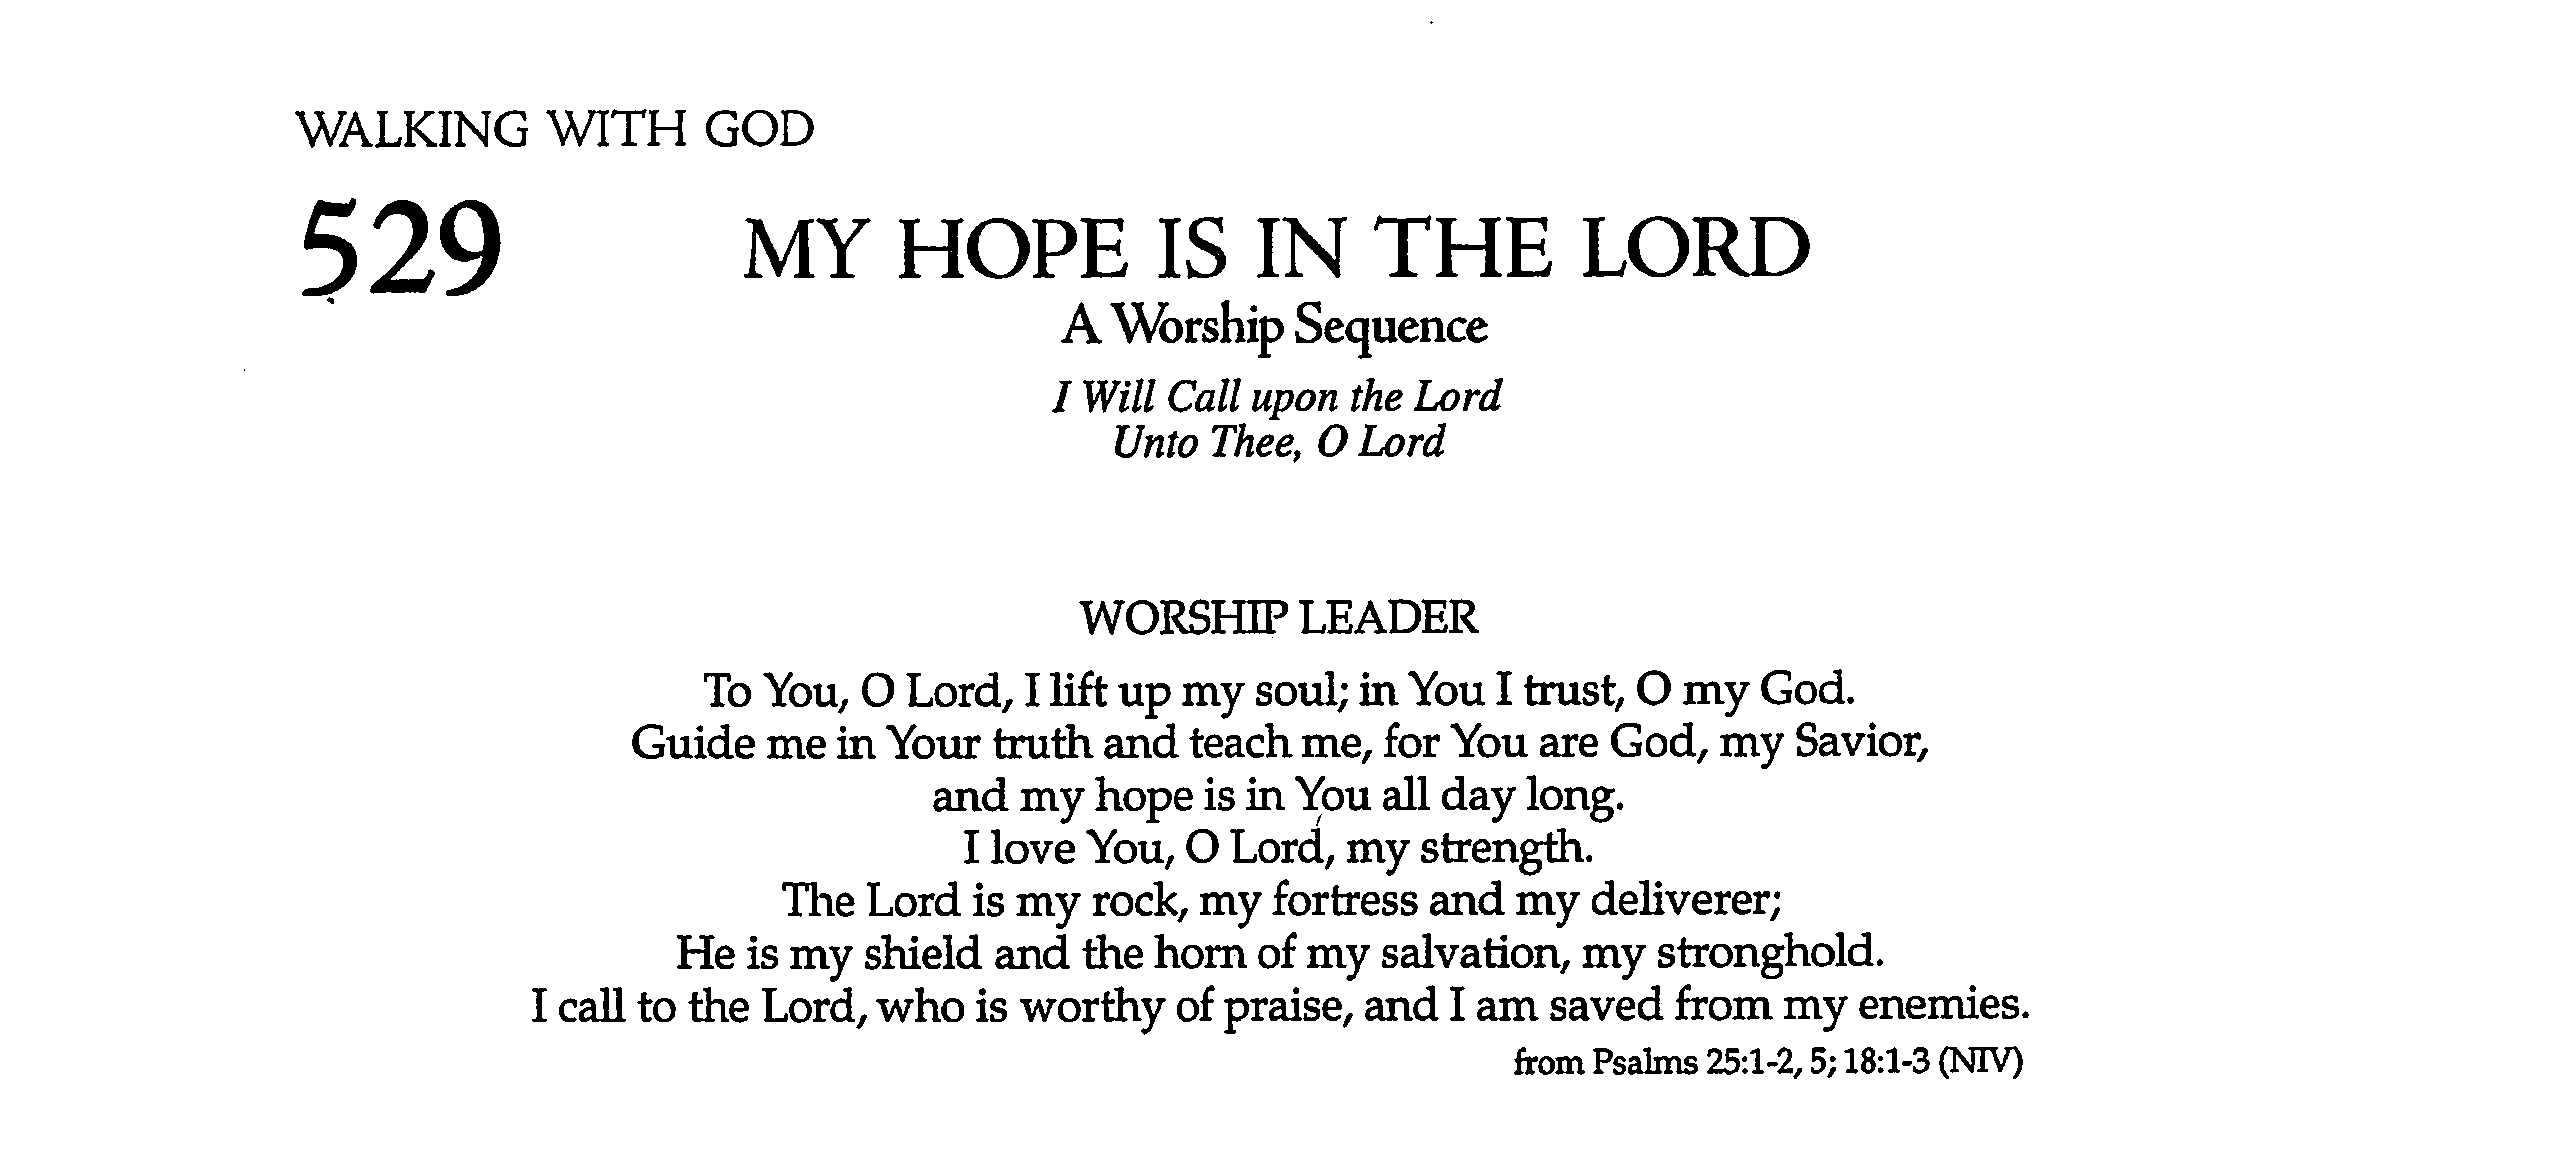 WALKING WITH GOD
529
MY HOPE IS IN THE LORD
A Worship Sequence
I Will Call upon the Lord
Unto Thee, O Lord
WORSHIP LEADER
To You, O Lord, I lift up my soul; in You I trust, O my God.
Guide me in Your truth and teach me, for You are God, my Savior,
and my hope is in You all day long.
I love You, O Lord, my strength.
The Lord is my rock, my fortress and my deliverer;
He is my shield and the horn of my salvation, my stronghold.
I call to the Lord, who is worthy of praise, and I am saved from my enemies.
from Psalms 25:1-2, 5; 18:1-3 (NIV)